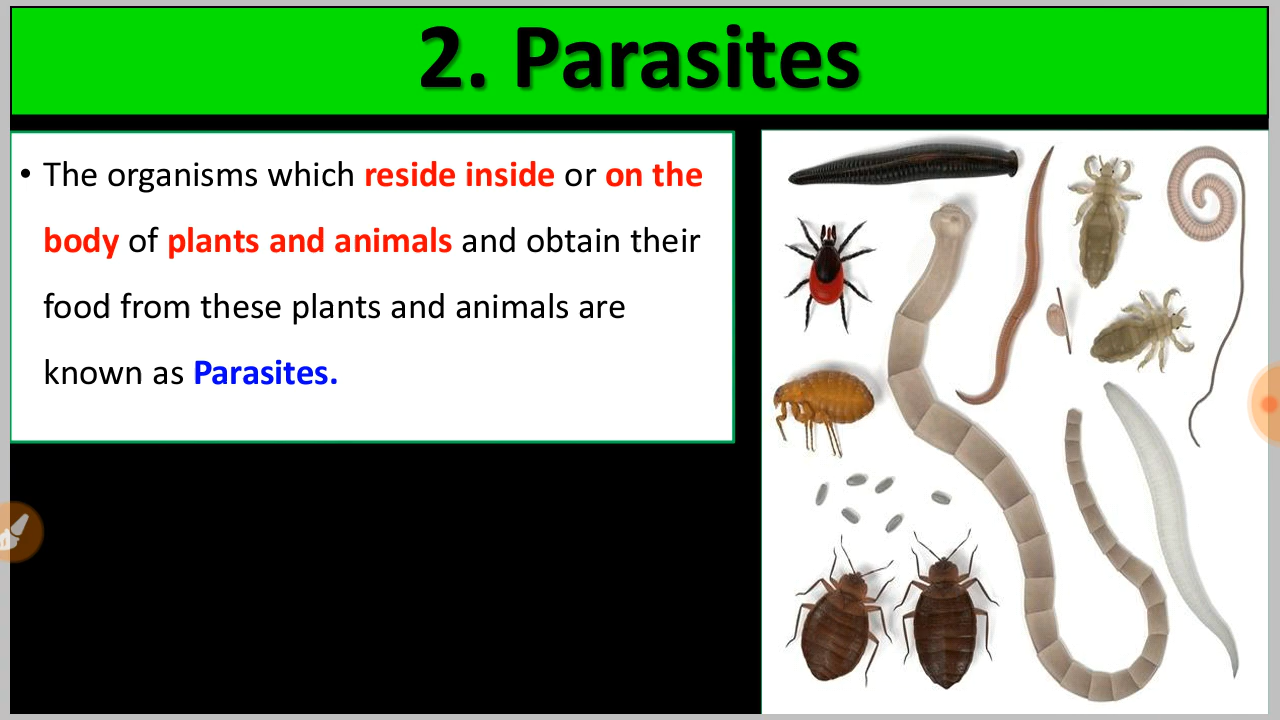 2. Parasites
• The organisms which reside inside or on the
body of plants and animals and obtain their
food from these plants and animals are
known as Parasites.